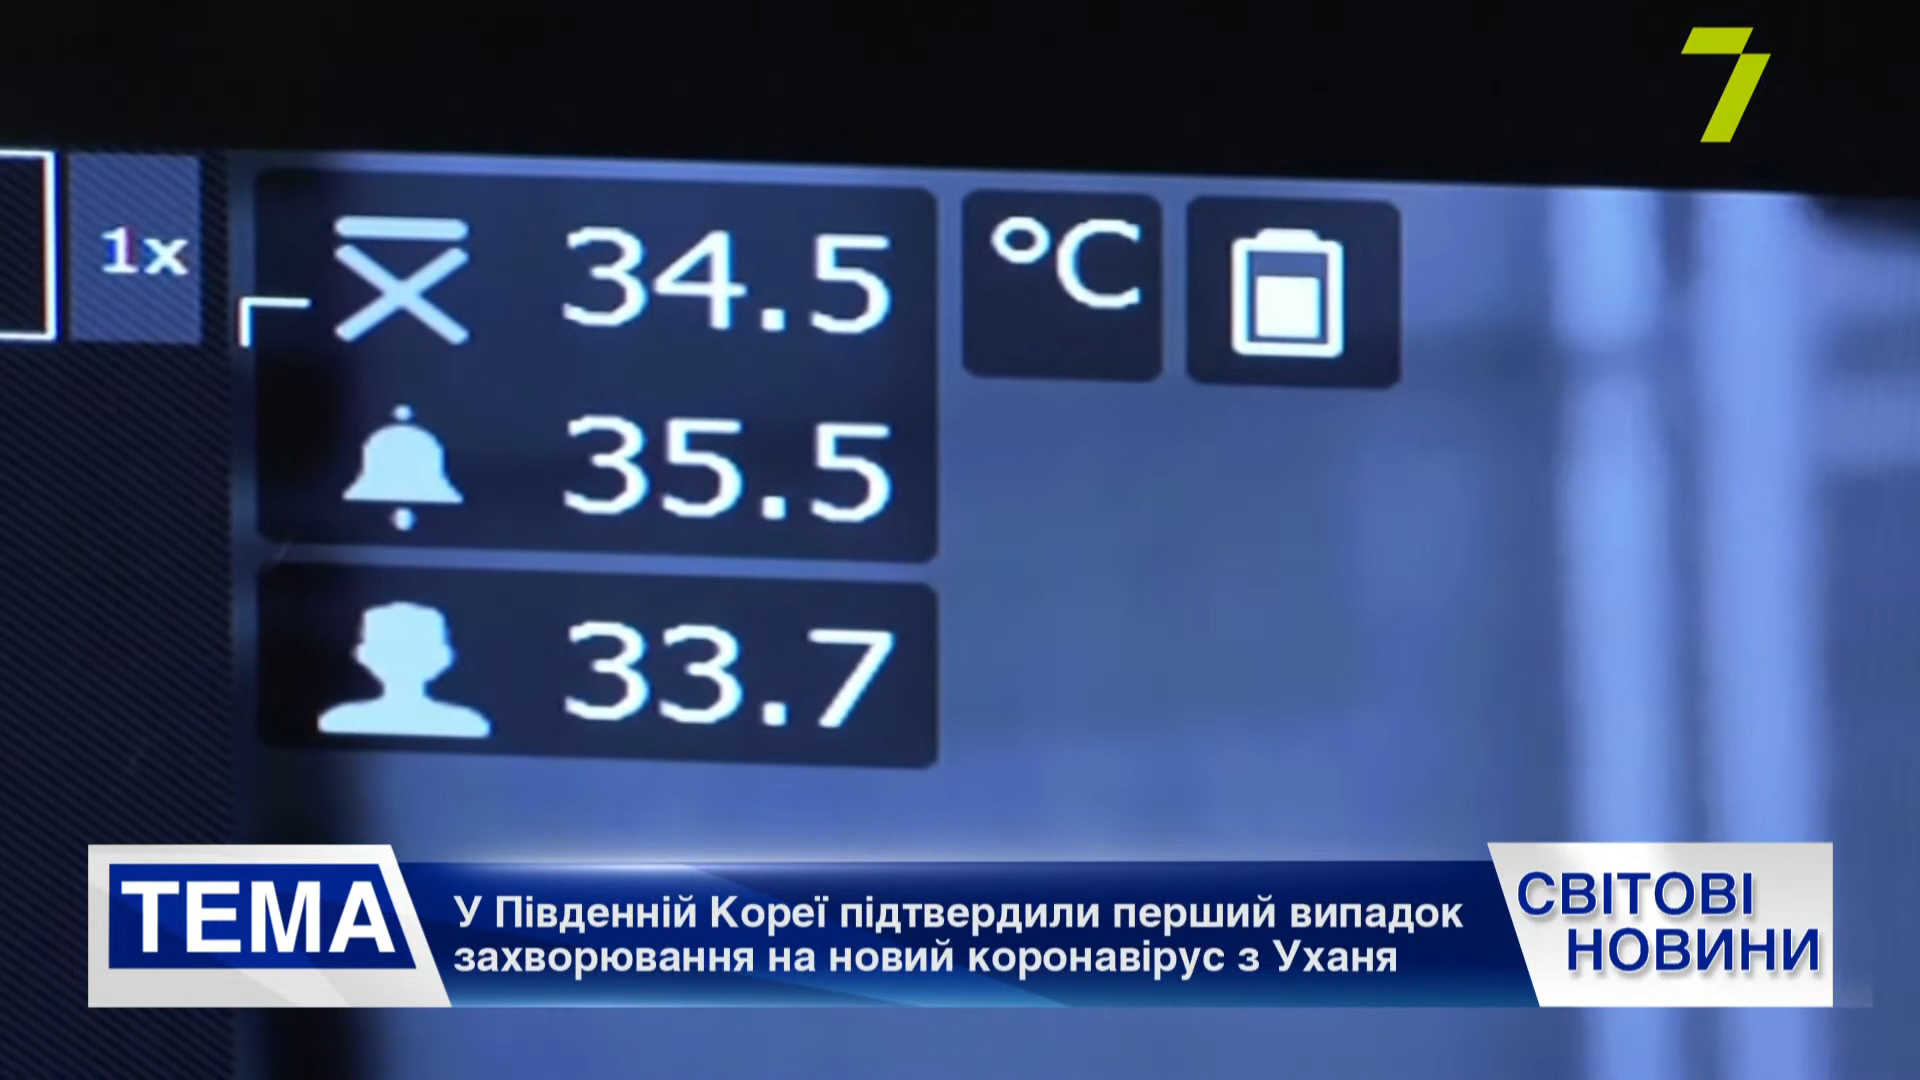 7
1x
34.5
°C
35.5
33.7
ТЕМА
У Південній Кореї підтвердили перший випадок
захворювання на новий коронавірус з Уханя
СВІТОВІ
НОВИНИ